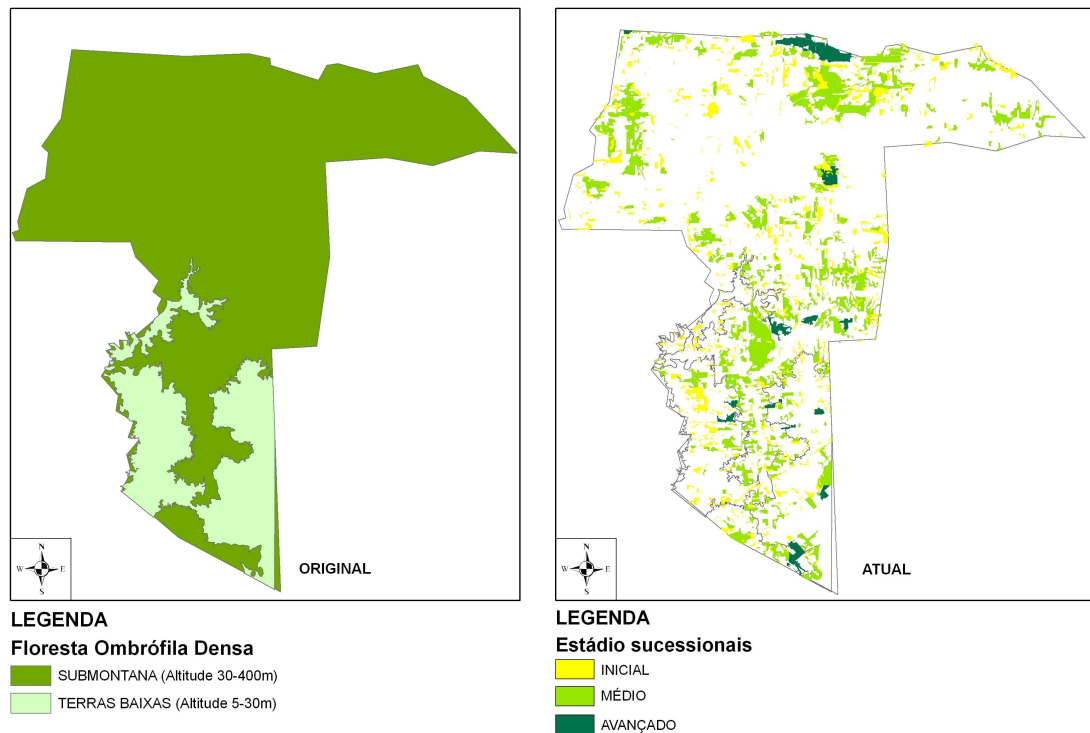 N
W E
S
ORIGINAL
LEGENDA
Floresta Ombrófila Densa
SUBMONTANA (Altitude 30-400m)
TERRAS BAIXAS (Altitude 5-30m)
N
W E
S
ATUAL
LEGENDA
Estádio sucessionais
INICIAL
MÉDIO
AVANÇADO